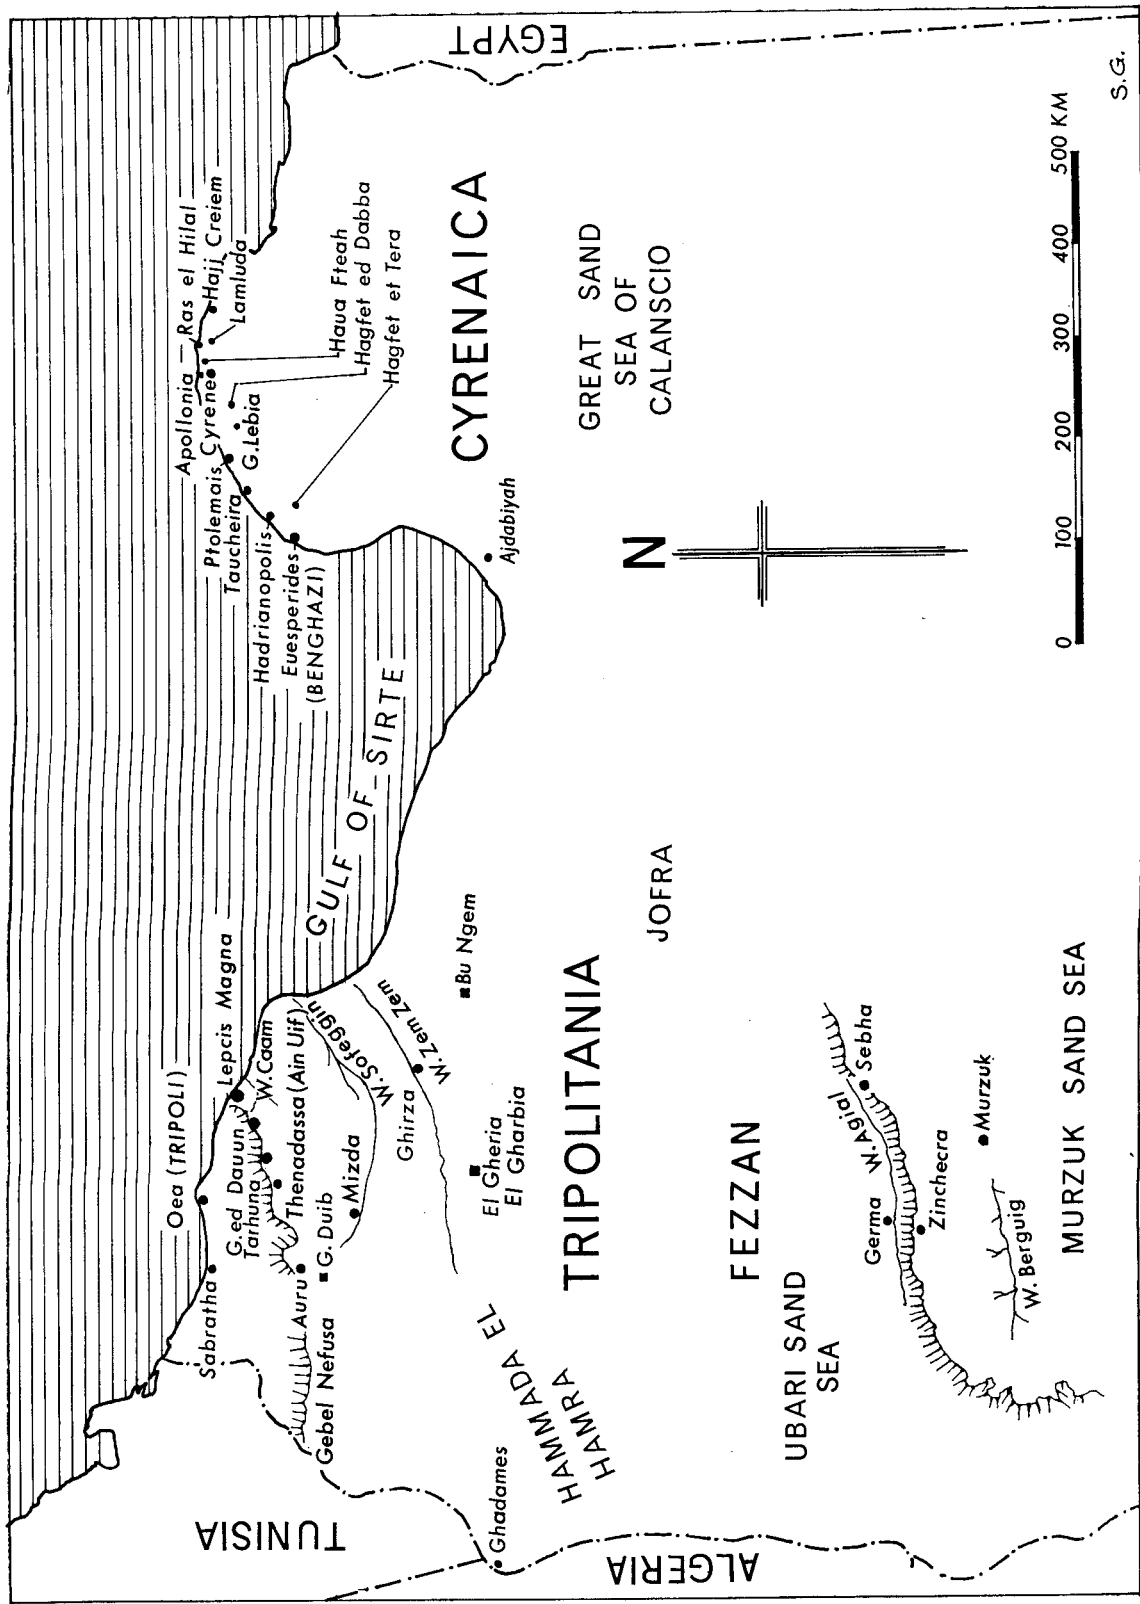 TUNISIA
ALGERIA
EGYPT
Sabratha
Oea (TRIPOLI)
Lepcis Magna
W. Caam
G. ed Dauun
Tarhuna
Thenadassa (Ain Uif)
Auru
G. Duib
Gebel Nefusa
Mizda
W. Sofeggin
W. Zem Zem
Ghirza
Bu Ngem
El Gheria
El Gharbia
Ghadames
HAMMADA EL
HAMRA
TRIPOLITANIA
JOFRA
GULF OF SIRTE
Apollonia
Ras el Hilal
Cyrene
Hajj Creiem
Lamluda
Ptolemais
Taucheira
G. Lebia
Hadrianopolis
Euesperides
(BENGHAZI)
Haua Fteah
Hagfet ed Dabba
Hagfet et Tera
CYRENAICA
Ajdabiyah
GREAT SAND
SEA OF
CALANSCIO
FEZZAN
UBARI SAND
SEA
W. Agial
Sebha
Germa
Zinchecra
Murzuk
W. Berguig
MURZUK SAND SEA
N
0 100 200 300 400 500 KM
S.G.